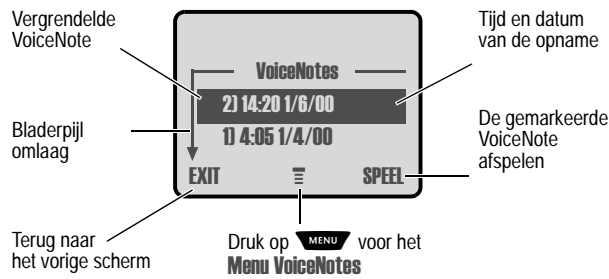 Vergrendelde
VoiceNote
Tijd en datum
van de opname
VoiceNotes
2) 14:20 1/6/00
1) 4:05 1/4/00
Bladerpijl
omlaag
De gemarkeerde
VoiceNote
afspelen
EXIT SPEEL
Terug naar
het vorige scherm
Druk op MENU voor het
Menu VoiceNotes